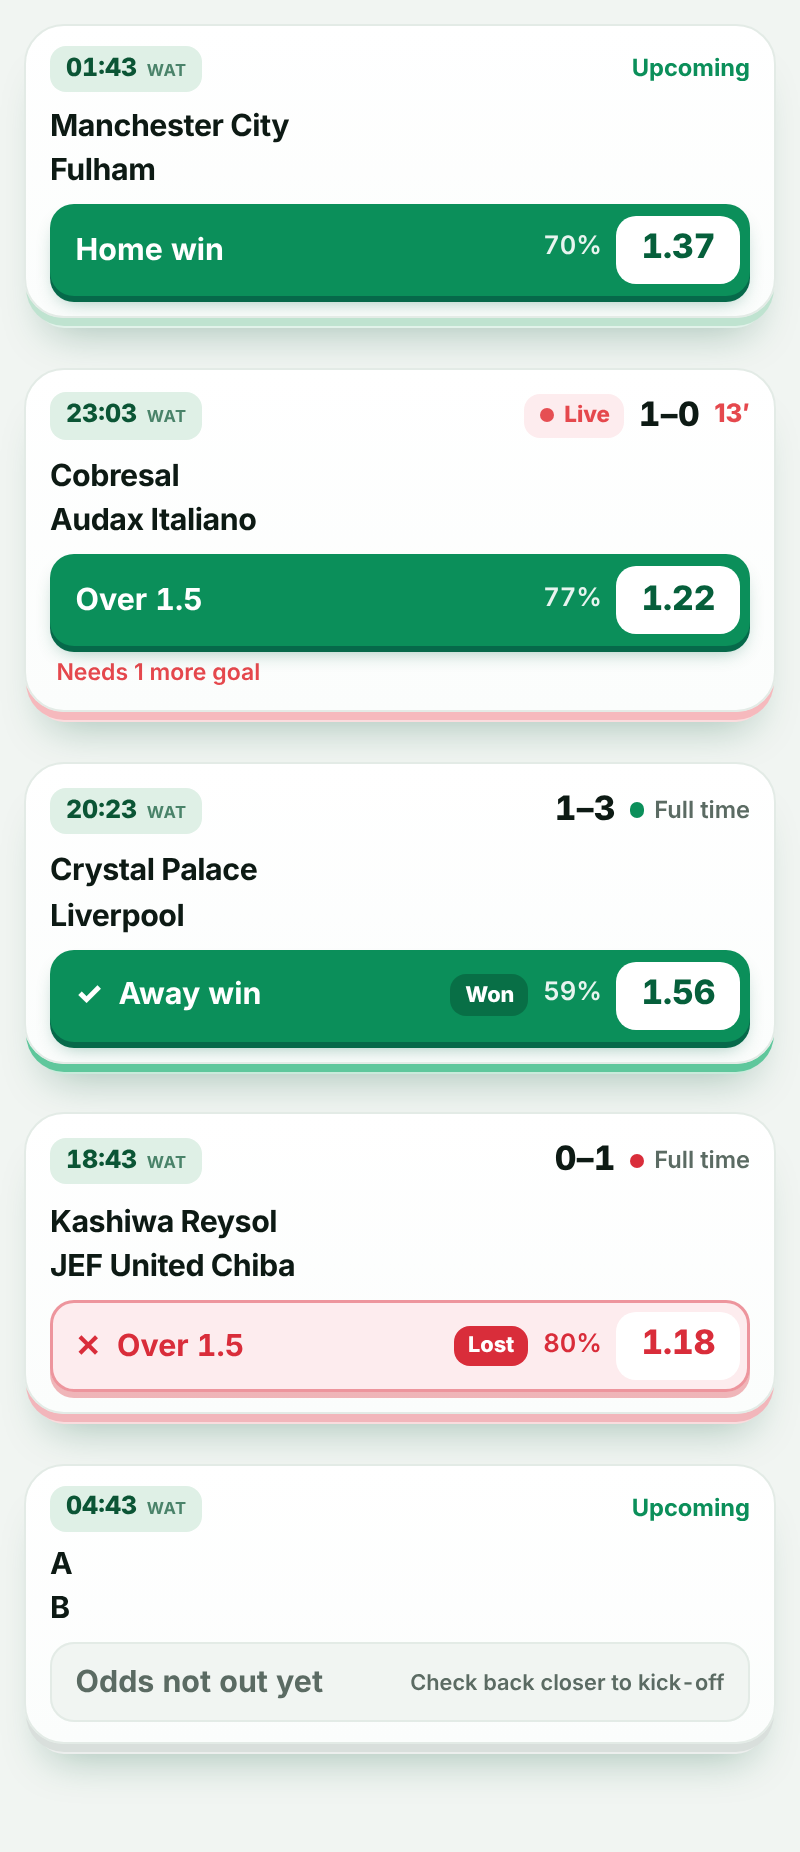 01:43 WAT Upcoming
Manchester City
Fulham
Home win 70% 1.37
23:03 WAT Live 1–0 13'
Cobresal
Audax Italiano
Over 1.5 77% 1.22
Needs 1 more goal
20:23 WAT 1–3 Full time
Crystal Palace
Liverpool
Away win Won 59% 1.56
18:43 WAT 0–1 Full time
Kashiwa Reysol
JEF United Chiba
Over 1.5 Lost 80% 1.18
04:43 WAT Upcoming
A
B
Odds not out yet Check back closer to kick-off